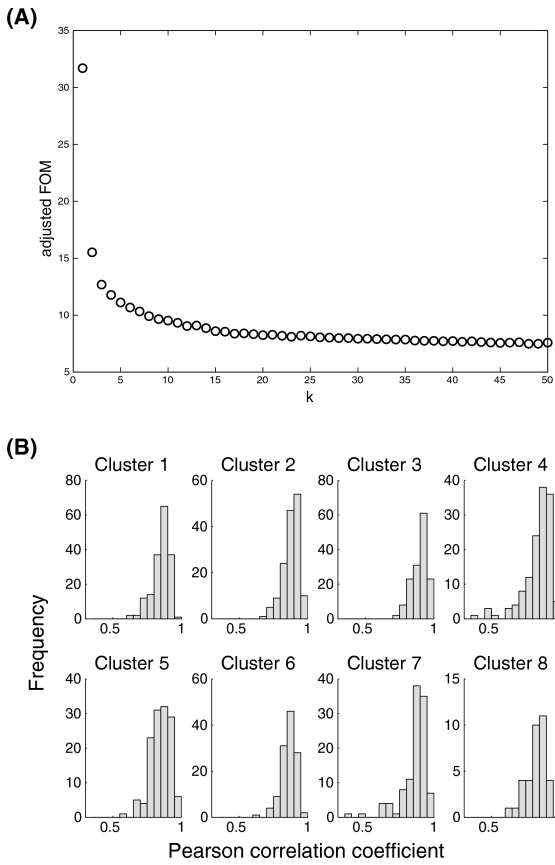 (A)
35
30
25
20
15
10
5
adjusted FOM
0 5 10 15 20 25 30 35 40 45 50
k
(B)
Cluster 1 Cluster 2 Cluster 3 Cluster 4
80 60 80 40
60 30
40 60
40 20
20 40
20 10
20
0 0 0 0
0.5 1 0.5 1 0.5 1 0.5
Frequency
Cluster 5 Cluster 6 Cluster 7 Cluster 8
40 60 40 15
30 30
40 10
20 20
20 5
10 10
0 0 0 0
0.5 1 0.5 1 0.5 1 0.5
Pearson correlation coefficient